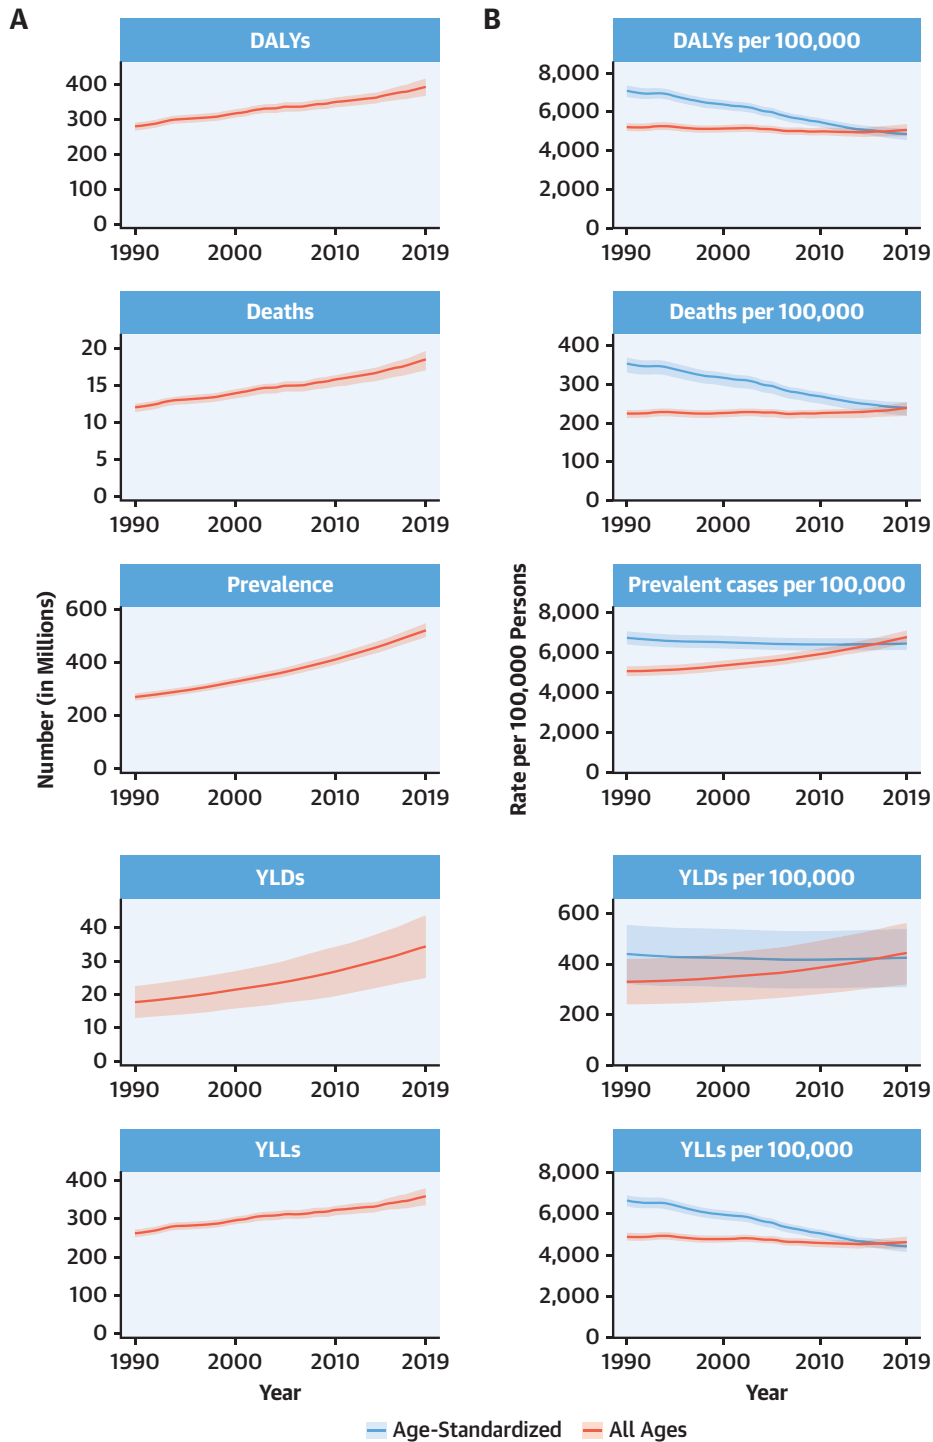 A
DALYs
400
300
200
100
0
1990 2000 2010 2019
Deaths
20
15
10
5
0
1990 2000 2010 2019
Number (in Millions)
Prevalence
600
400
200
0
1990 2000 2010 2019
YLDs
40
30
20
10
0
1990 2000 2010 2019
YLLs
400
300
200
100
0
1990 2000 2010 2019
Year
B
DALYs per 100,000
8,000
6,000
4,000
2,000
0
1990 2000 2010 2019
Deaths per 100,000
400
300
200
100
0
1990 2000 2010 2019
Rate per 100,000 Persons
Prevalent cases per 100,000
8,000
6,000
4,000
2,000
0
1990 2000 2010 2019
YLDs per 100,000
600
400
200
0
1990 2000 2010 2019
YLLs per 100,000
8,000
6,000
4,000
2,000
0
1990 2000 2010 2019
Year
Age-Standardized All Ages